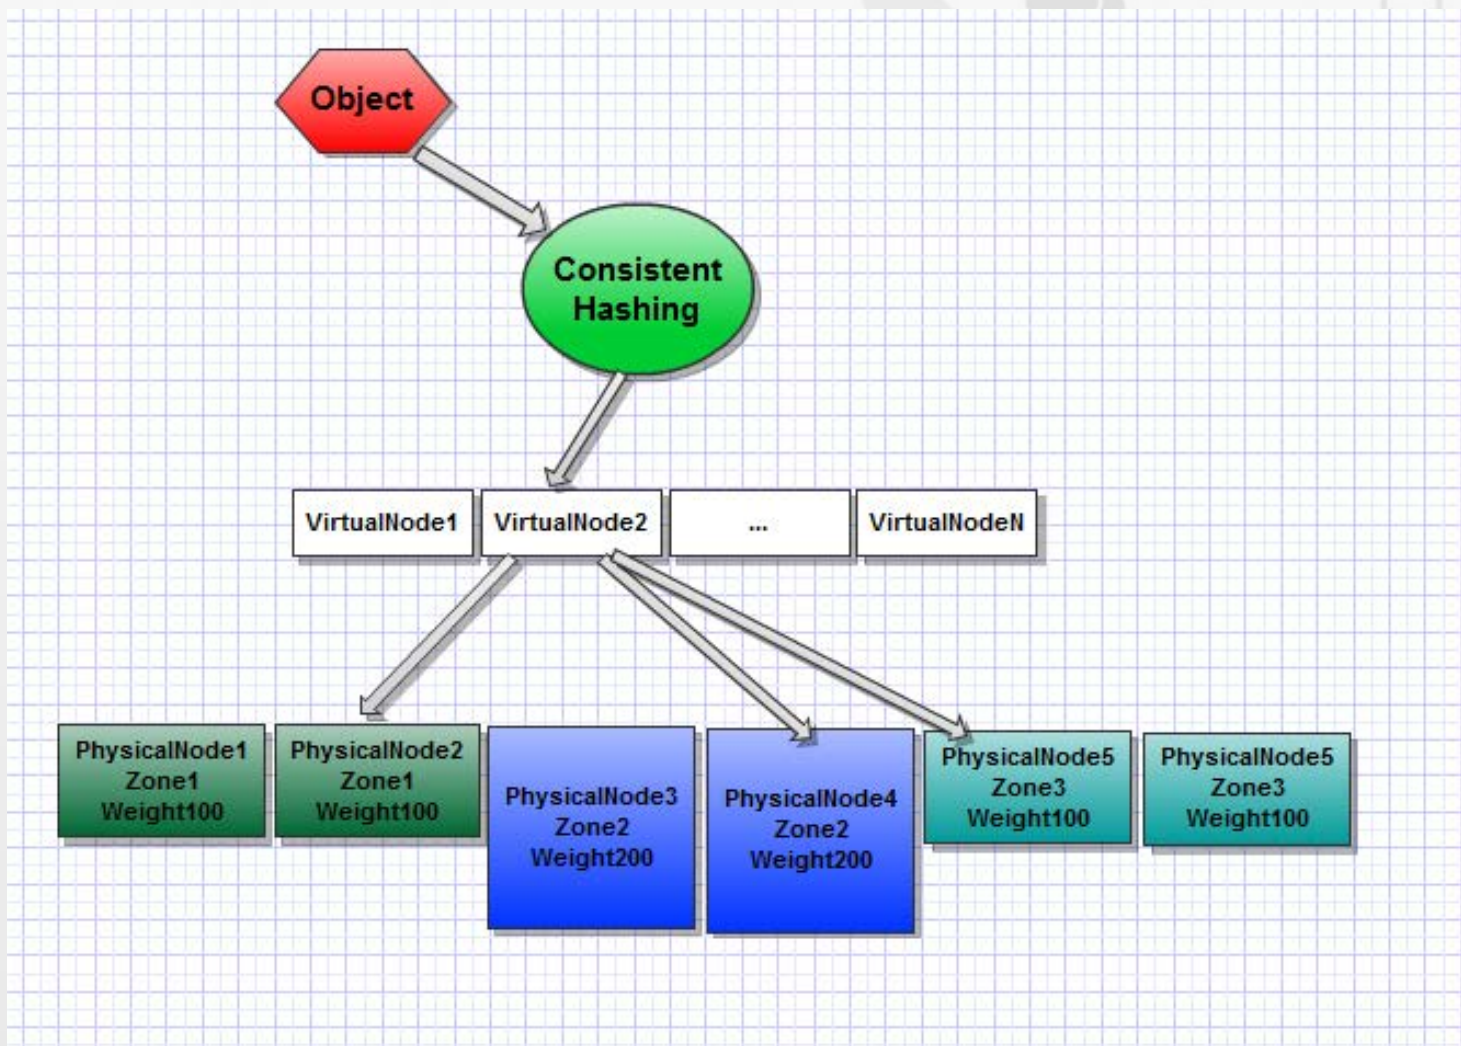 Object
Consistent
Hashing
VirtualNode1
VirtualNode2
...
VirtualNodeN
PhysicalNode1
Zone1
Weight100
PhysicalNode2
Zone1
Weight100
PhysicalNode3
Zone2
Weight200
PhysicalNode4
Zone2
Weight200
PhysicalNode5
Zone3
Weight100
PhysicalNode5
Zone3
Weight100